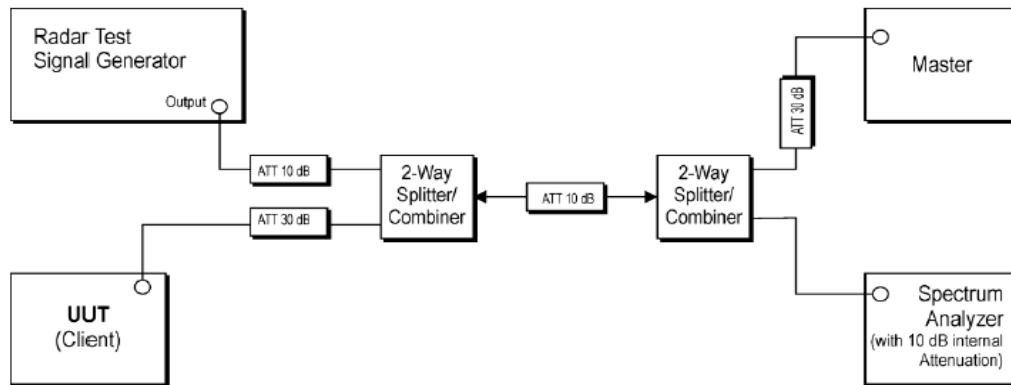 Radar Test
Signal Generator
Output
ATT 10 dB
2-Way
Splitter/
Combiner
ATT 30 dB
UUT
(Client)
ATT 10 dB
2-Way
Splitter/
Combiner
ATT 30 dB
Master
Spectrum
Analyzer
(with 10 dB internal
Attenuation)